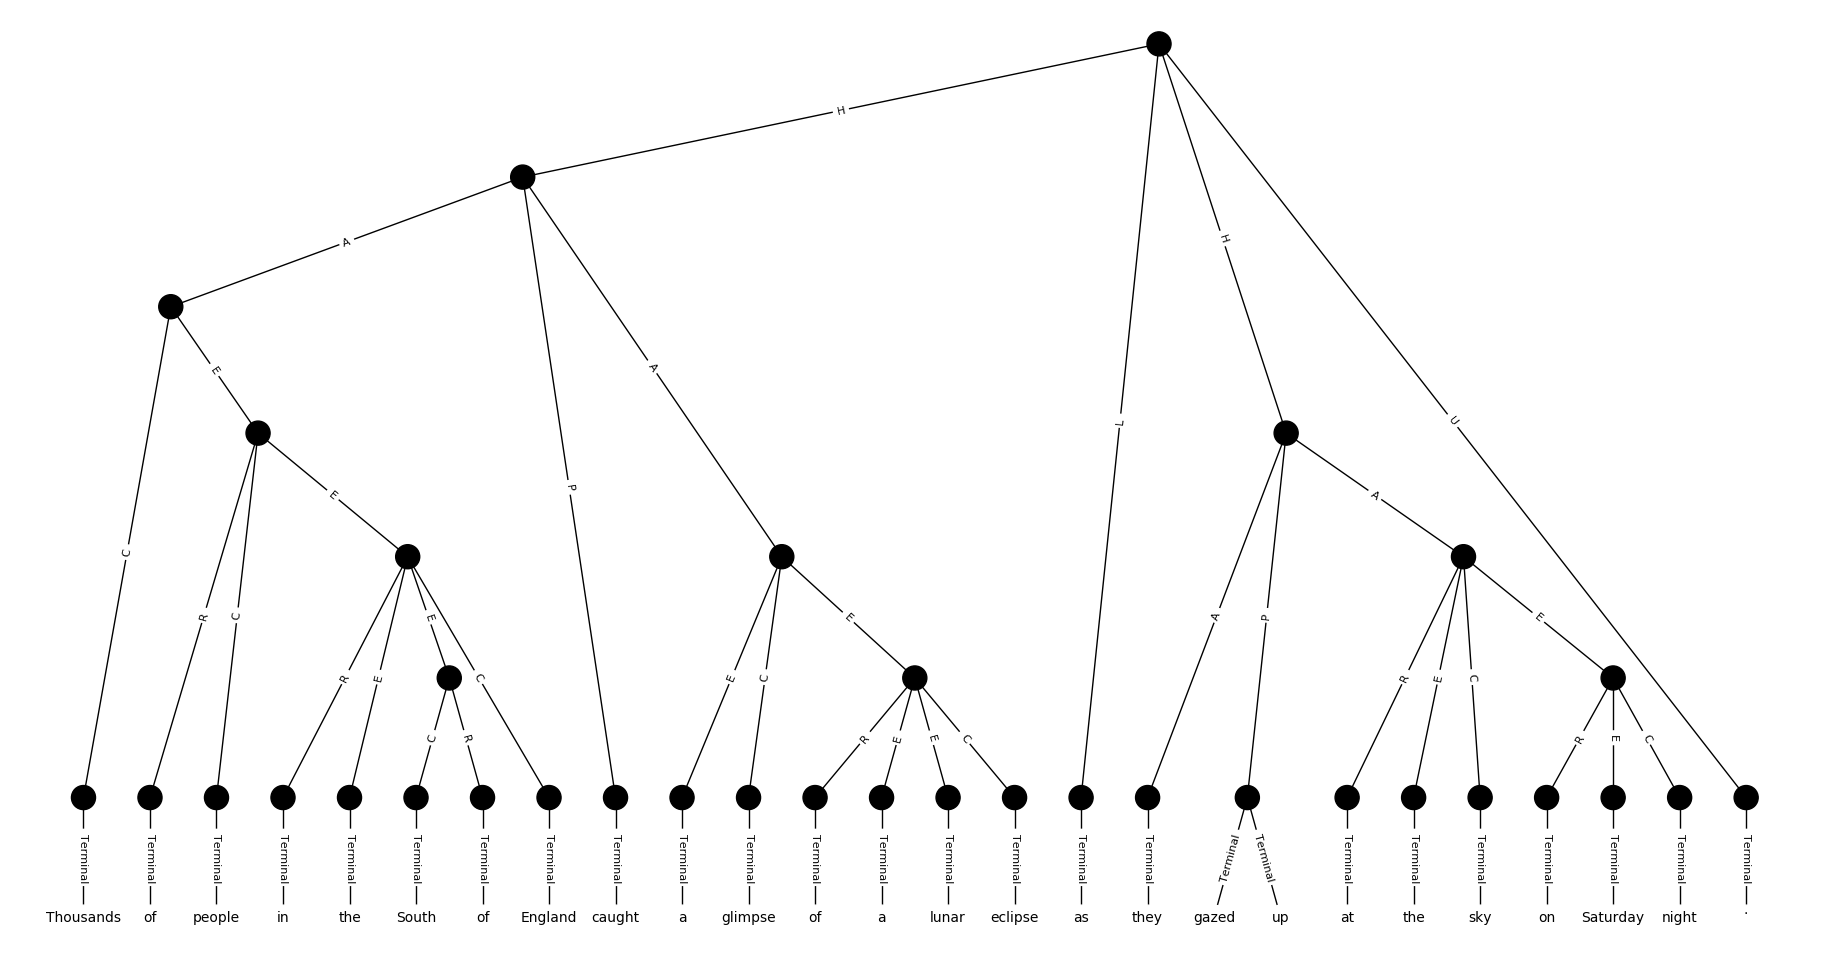 H
A
H
E
A
U
L
P
E
A
C
R
C
E
E
A
P
E
R
E
C
E
C
R
E
C
C
R
R
E
E
C
R
E
C
Terminal Terminal Terminal Terminal Terminal Terminal Terminal Terminal Terminal Terminal Terminal Terminal Terminal Terminal Terminal Terminal Terminal Terminal Terminal Terminal Terminal Terminal Terminal Terminal Terminal Terminal
Thousands of people in the South of England caught a glimpse of a lunar eclipse as they gazed up at the sky on Saturday night .